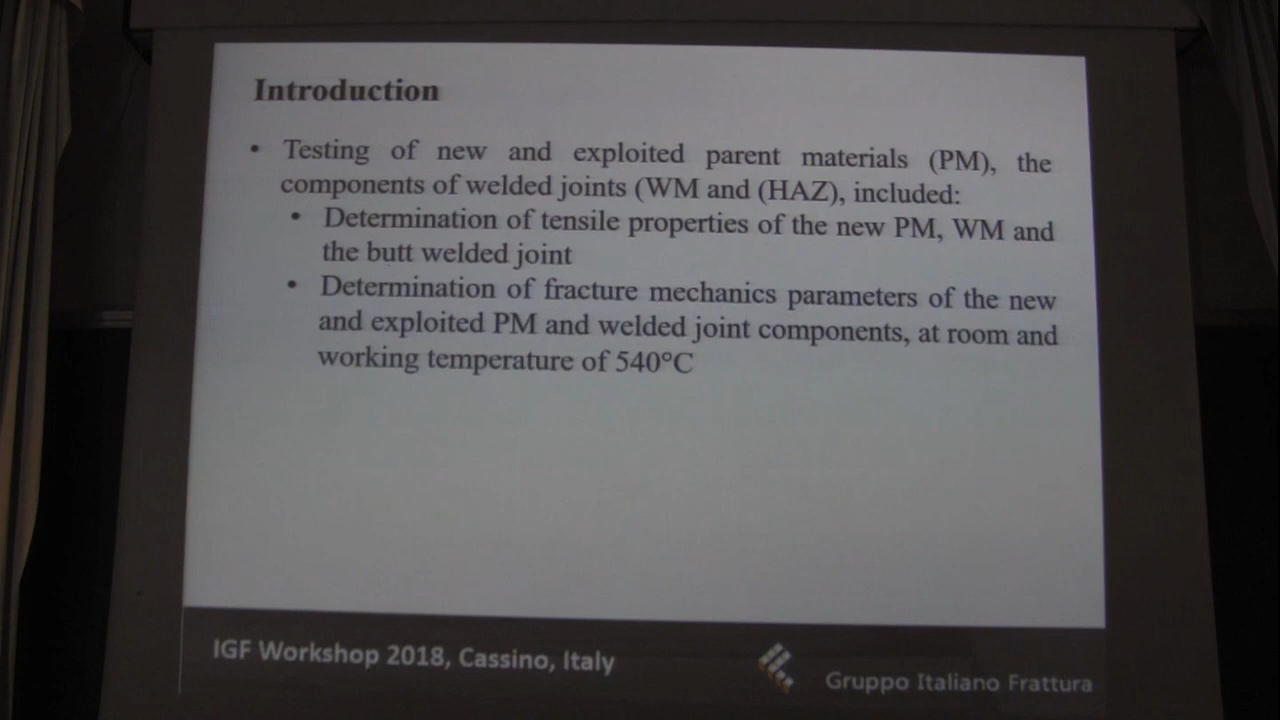 Introduction
• Testing of new and exploited parent materials (PM), the
components of welded joints (WM and (HAZ), included:
• Determination of tensile properties of the new PM, WM and
the butt welded joint
• Determination of fracture mechanics parameters of the new
and exploited PM and welded joint components, at room and
working temperature of 540°C
IGF Workshop 2018, Cassino, Italy
Gruppo Italiano Frattura